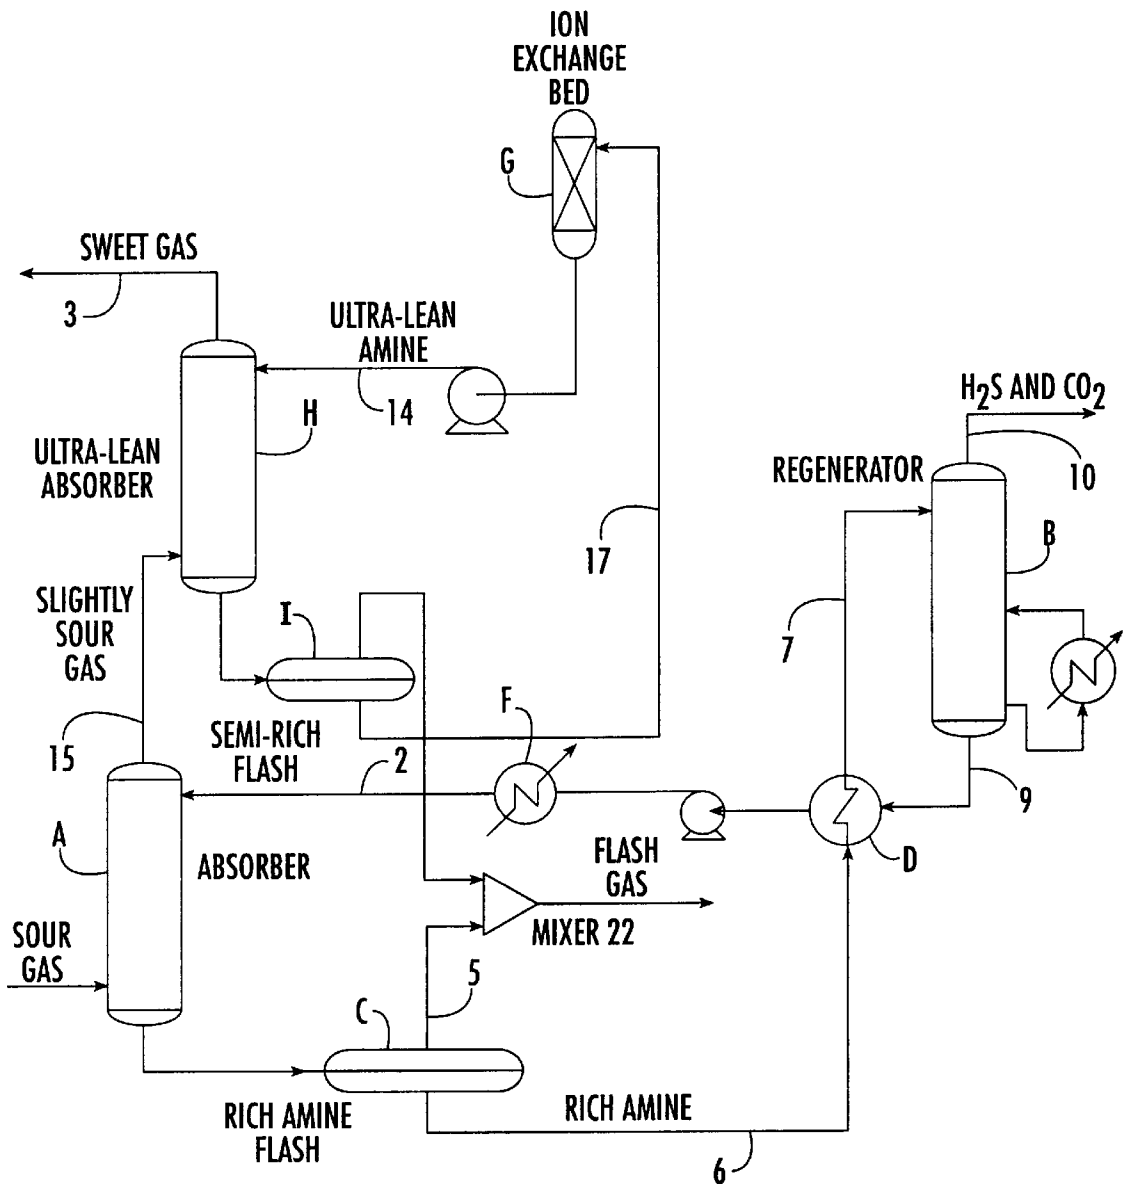 ION
EXCHANGE
BED
G
SWEET GAS
3
ULTRA-LEAN
AMINE
14
H
H2S AND CO2
10
ULTRA-LEAN
ABSORBER
REGENERATOR
B
17
SLIGHTLY
SOUR
GAS
I
7
F
15
SEMI-RICH
FLASH
2
9
A
ABSORBER
FLASH
GAS
D
MIXER 22
SOUR
GAS
5
C
RICH AMINE
FLASH
RICH AMINE
6